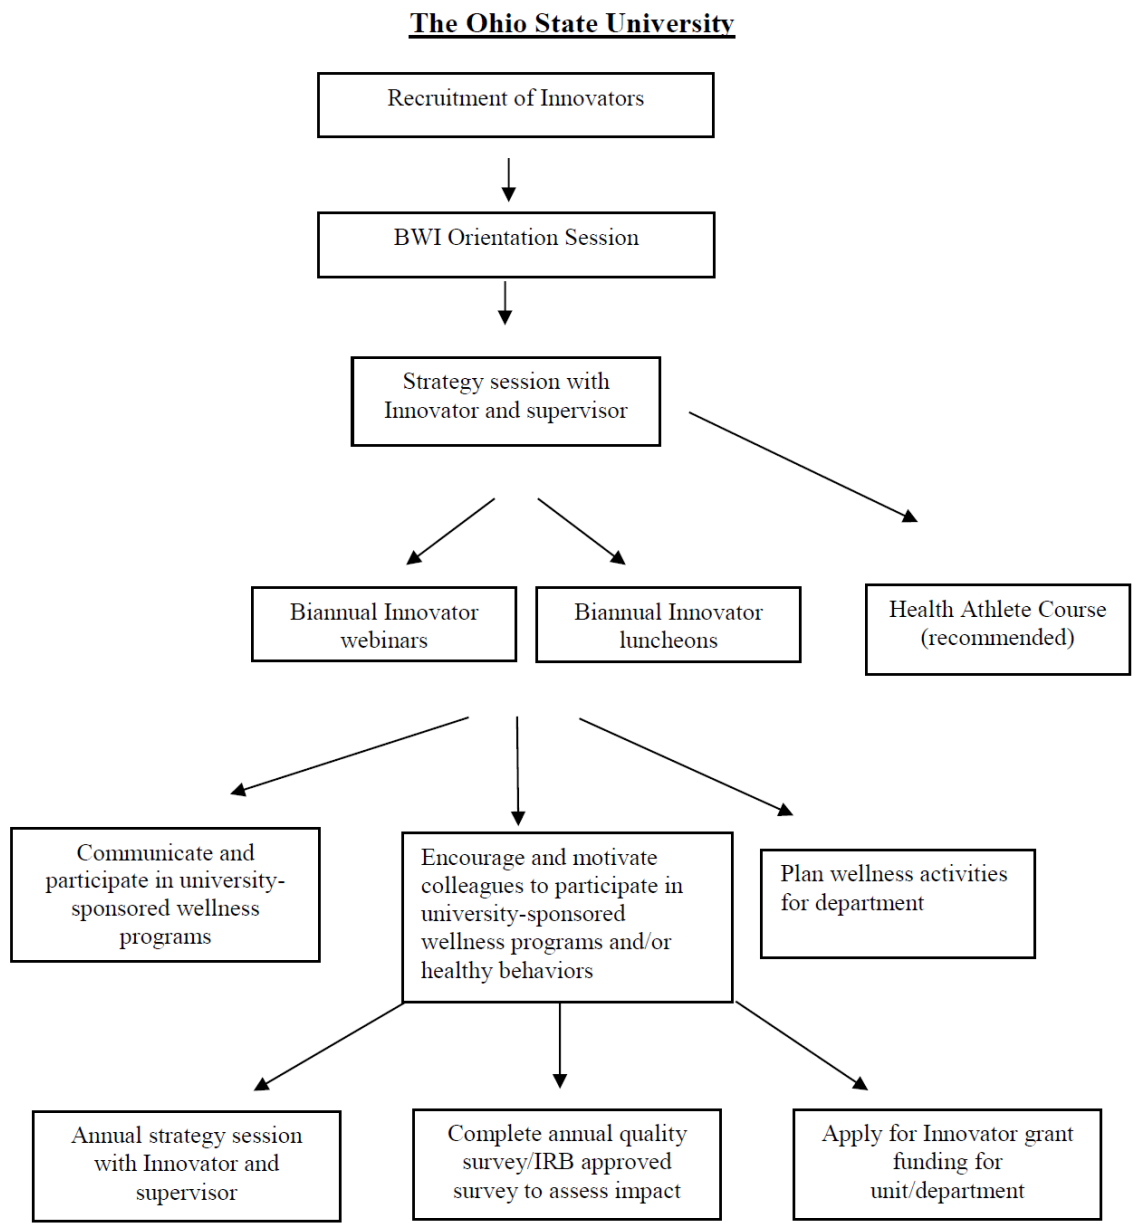 The Ohio State University
Recruitment of Innovators
BWI Orientation Session
Strategy session with
Innovator and supervisor
Biannual Innovator
webinars
Biannual Innovator
luncheons
Health Athlete Course
(recommended)
Communicate and
participate in university-
sponsored wellness
programs
Encourage and motivate
colleagues to participate in
university-sponsored
wellness programs and/or
healthy behaviors
Plan wellness activities
for department
Annual strategy session
with Innovator and
supervisor
Complete annual quality
survey/IRB approved
survey to assess impact
Apply for Innovator grant
funding for
unit/department